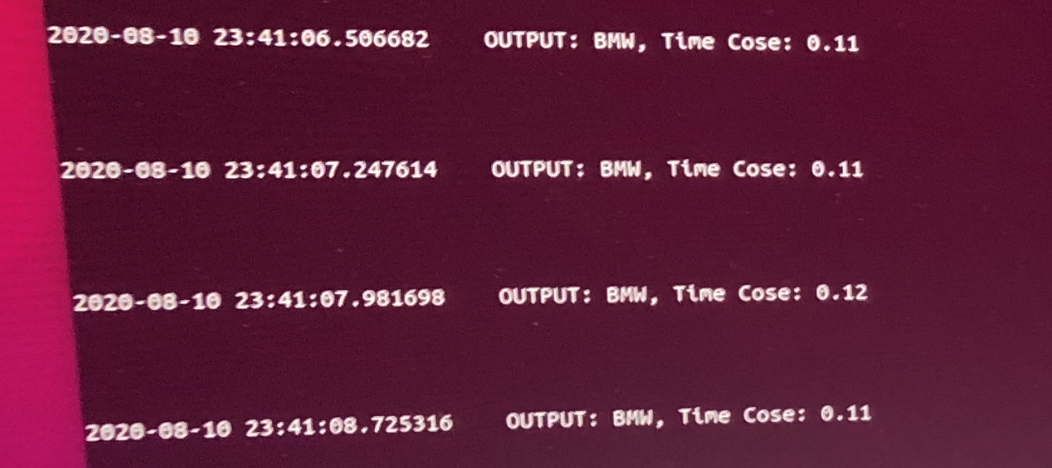 2020-08-10 23:41:06.506682 OUTPUT: BMW, Time Cose: 0.11
2020-08-10 23:41:07.247614 OUTPUT: BMW, Time Cose: 0.11
2020-08-10 23:41:07.981698 OUTPUT: BMW, Time Cose: 0.12
2020-08-10 23:41:08.725316 OUTPUT: BMW, Time Cose: 0.11